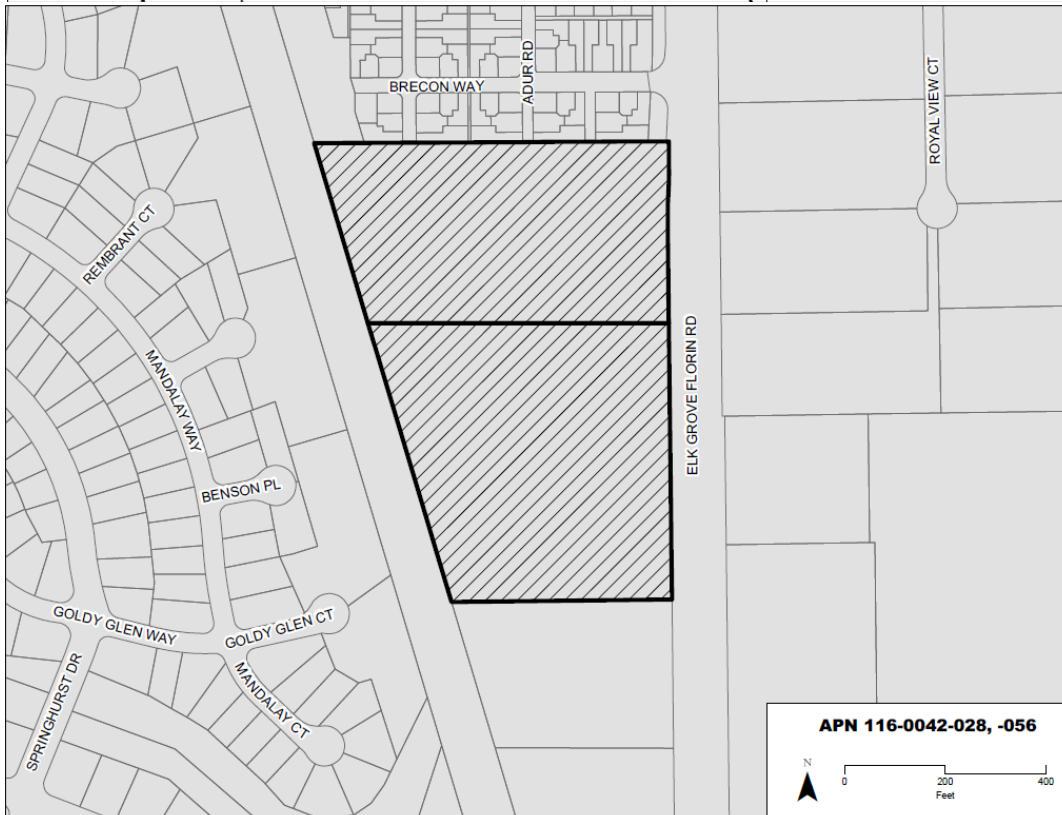 BRECON WAY
ADUR RD
ROYAL VIEW CT
REMBRANT CT
MANDALAY WAY
ELK GROVE FLORIN RD
BENSON PL
GOLDY GLEN WAY
GOLDY GLEN CT
SPRINGHURST DR
MANDALAY CT
APN 116-0042-028, -056
N
0 200 400
Feet